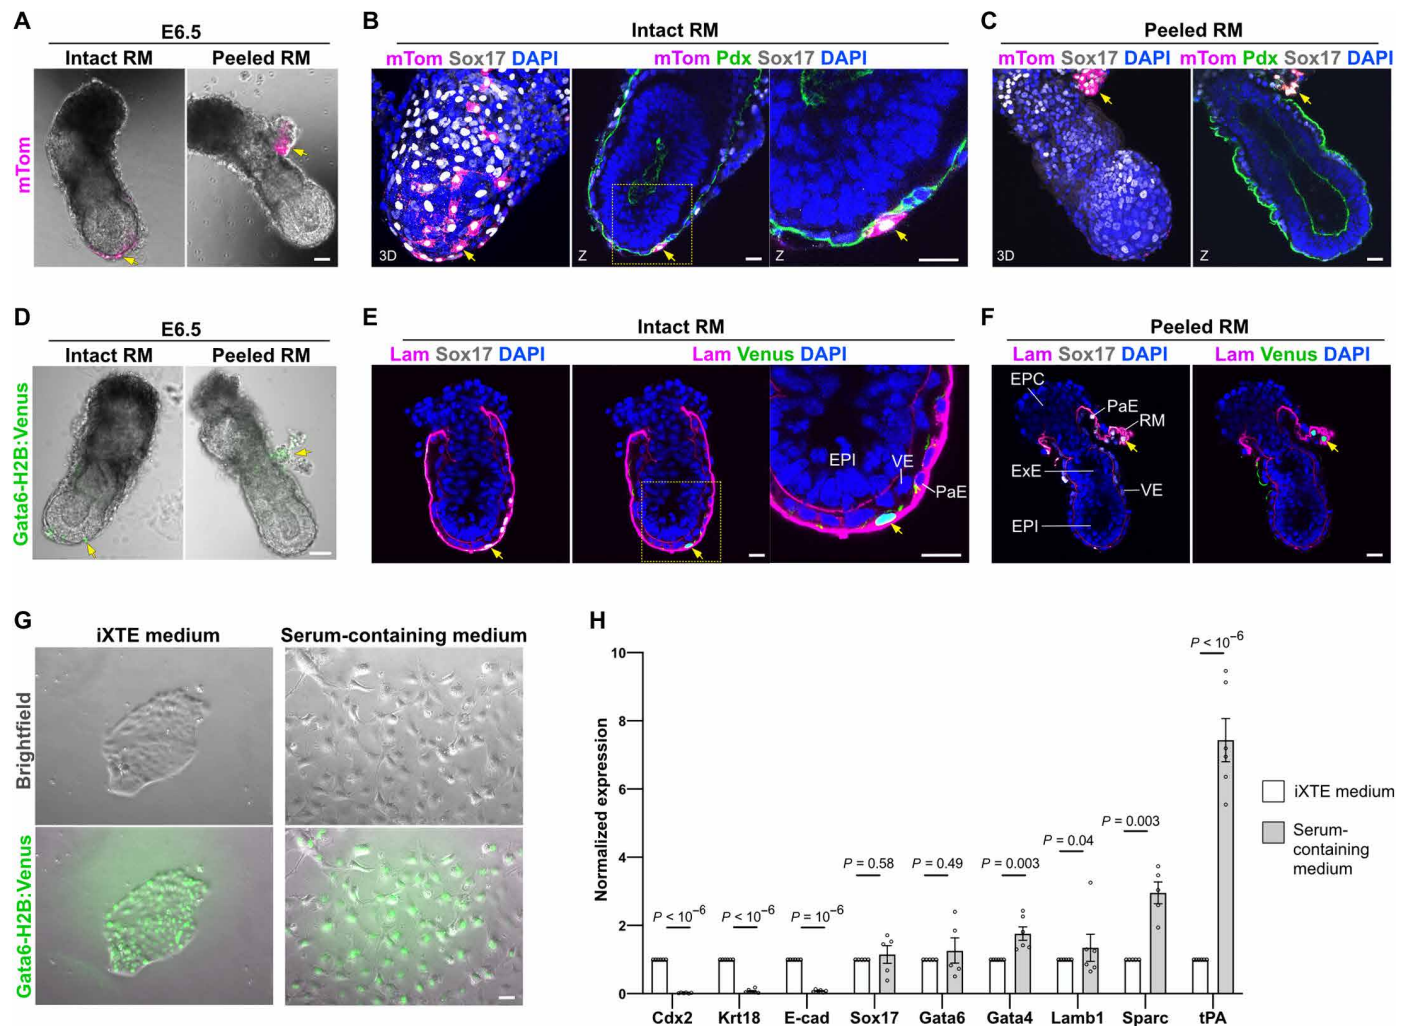 A
E6.5
Intact RM Peeled RM
mTom
B
Intact RM
mTom Sox17 DAPI
mTom Pdx Sox17 DAPI
3D
Z
Z
C
Peeled RM
mTom Sox17 DAPI
mTom Pdx Sox17 DAPI
3D
Z
D
E6.5
Intact RM Peeled RM
Gata6-H2B:Venus
E
Intact RM
Lam Sox17 DAPI
Lam Venus DAPI
EPI
VE
PaE
F
Peeled RM
Lam Sox17 DAPI
Lam Venus DAPI
EPC
PaE
RM
ExE
VE
EPI
G
iXTE medium
Serum-containing medium
Brightfield
Gata6-H2B:Venus
H
Normalized expression
10
8
6
4
2
0
P < 10−6
P < 10−6
P = 10−6
P = 0.58
P = 0.49
P = 0.003
P = 0.04
P = 0.003
P < 10−6
Cdx2 Krt18 E-cad Sox17 Gata6 Gata4 Lamb1 Sparc tPA
iXTE medium
Serum-
containing
medium